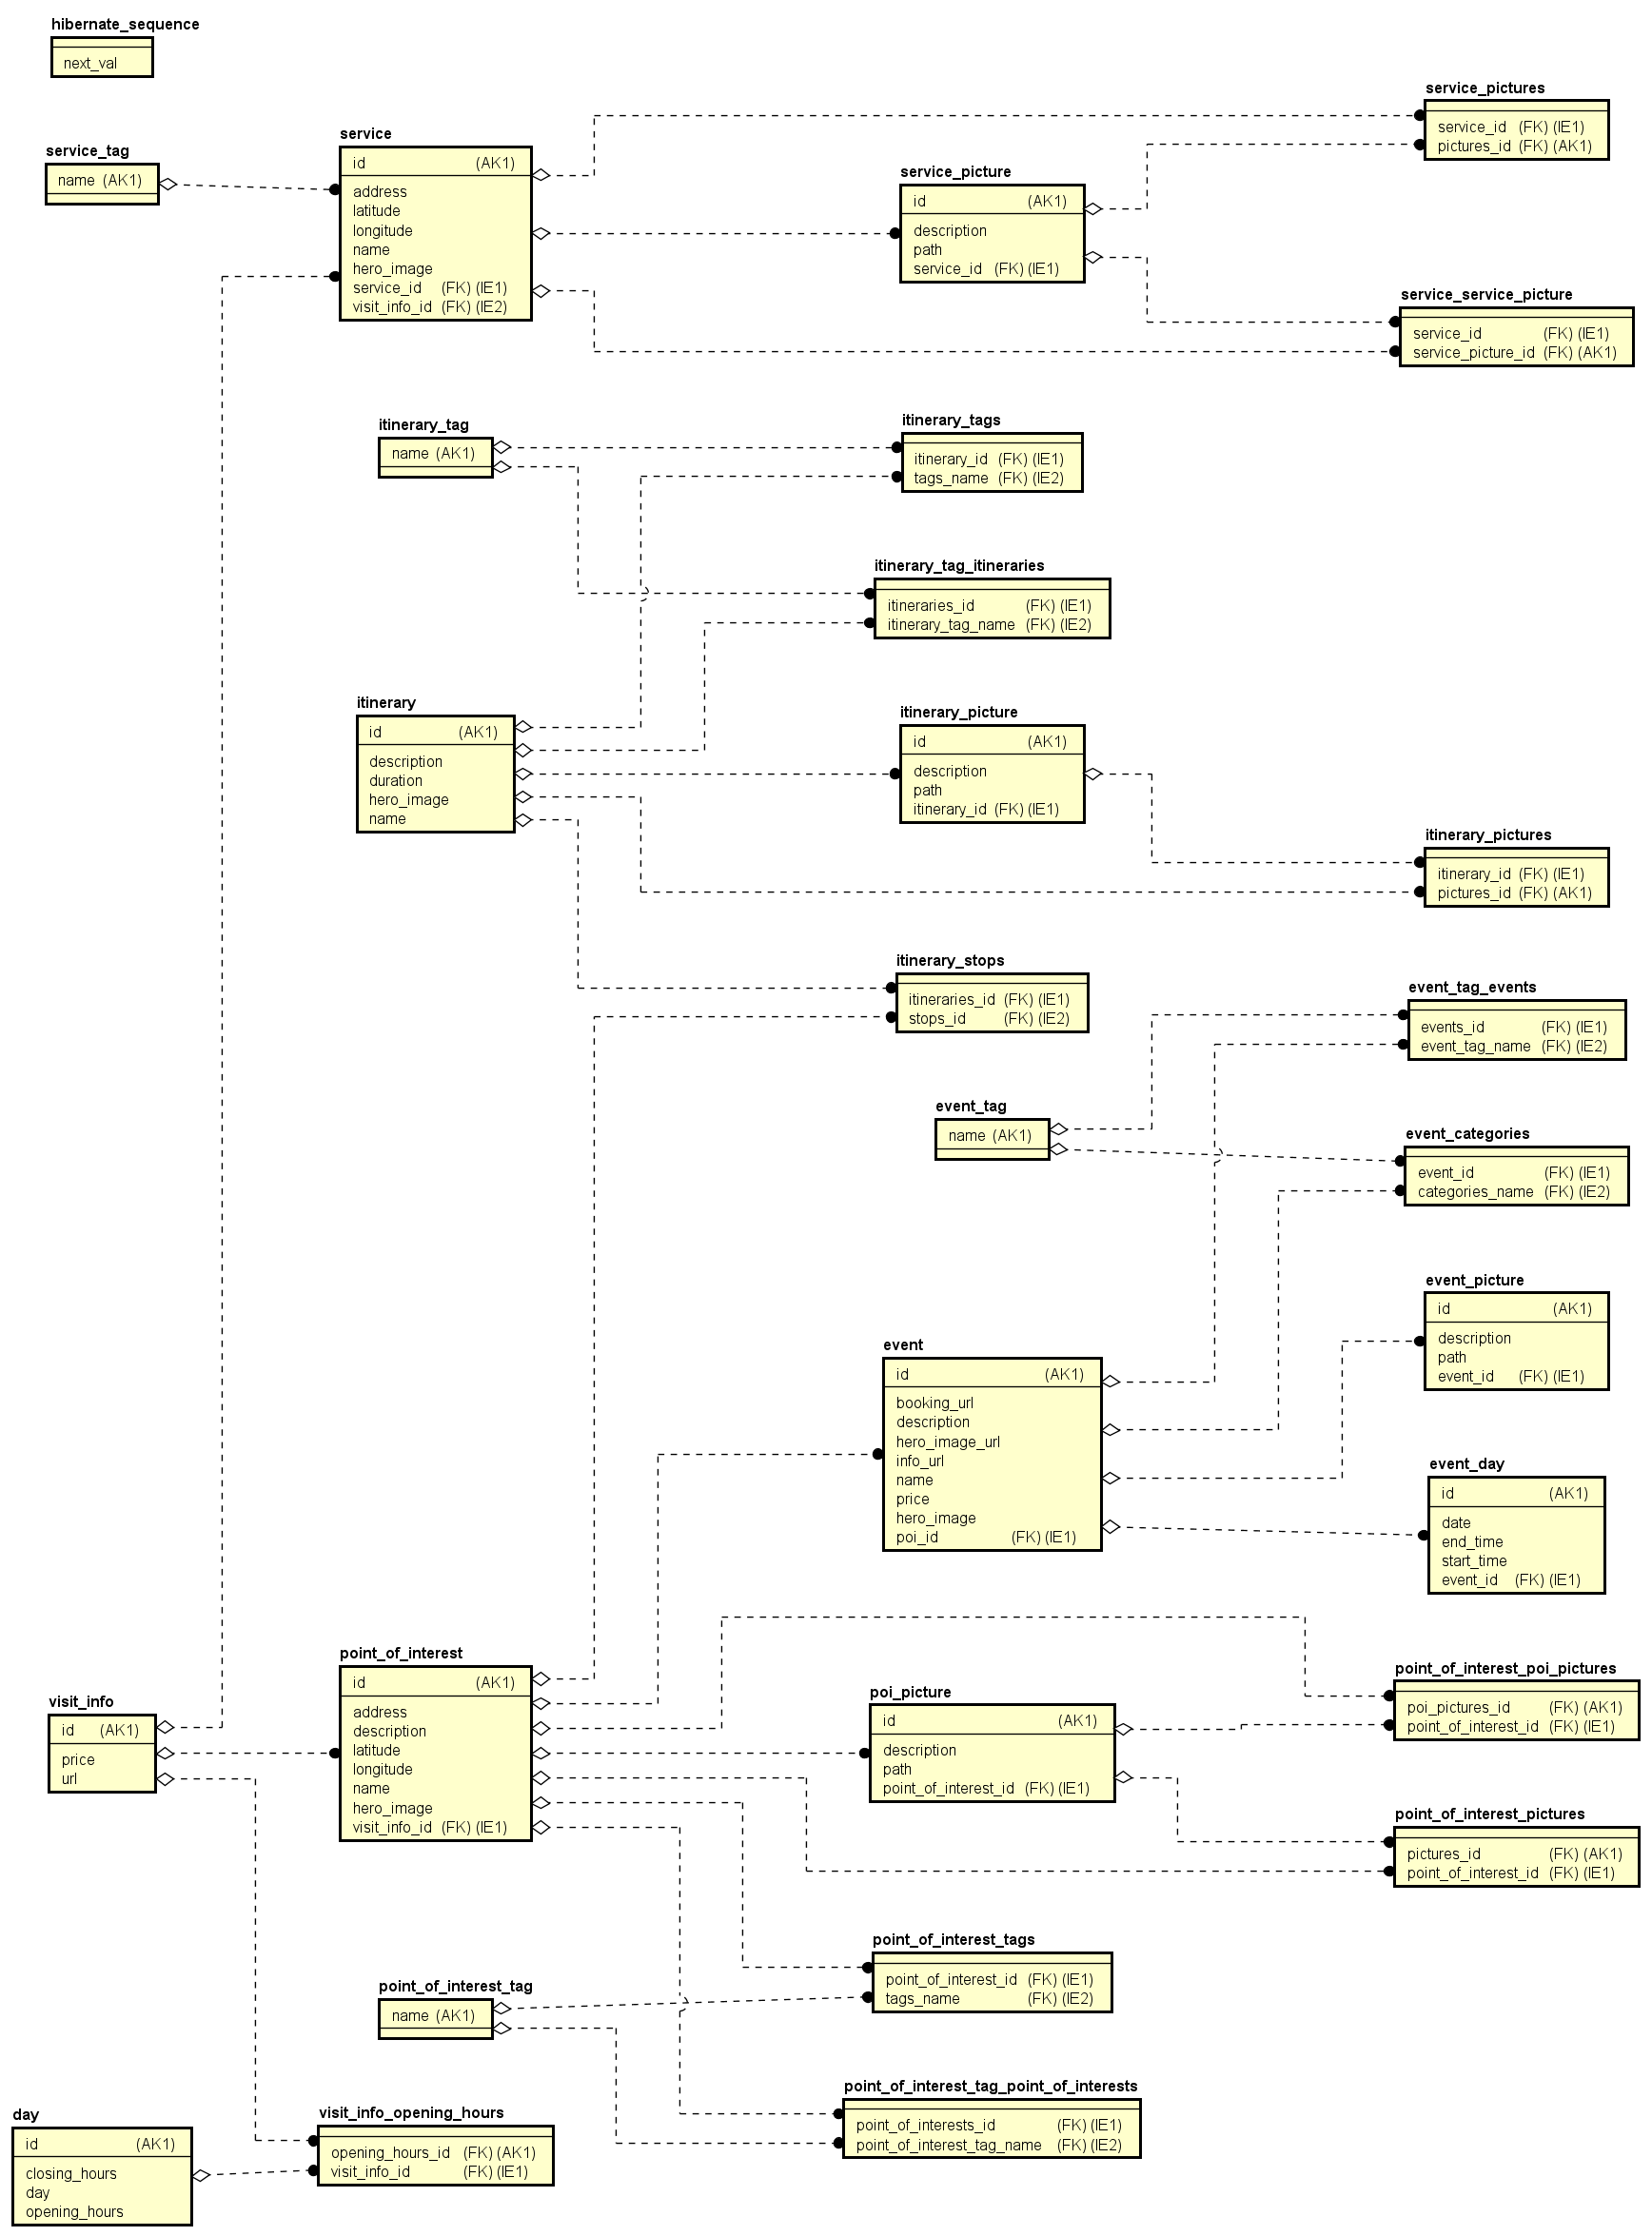 hibernate_sequence
next_val
service_tag
name (AK1)
service
id (AK1)
address
latitude
longitude
name
hero_image
service_id (FK) (IE1)
visit_info_id (FK) (IE2)
service_picture
id (AK1)
description
path
service_id (FK) (IE1)
service_pictures
service_id (FK) (IE1)
pictures_id (FK) (AK1)
service_service_picture
service_id (FK) (IE1)
service_picture_id (FK) (AK1)
itinerary_tag
name (AK1)
itinerary_tags
itinerary_id (FK) (IE1)
tags_name (FK) (IE2)
itinerary_tag_itineraries
itineraries_id (FK) (IE1)
itinerary_tag_name (FK) (IE2)
itinerary
id (AK1)
description
duration
hero_image
name
itinerary_picture
id (AK1)
description
path
itinerary_id (FK) (IE1)
itinerary_pictures
itinerary_id (FK) (IE1)
pictures_id (FK) (AK1)
itinerary_stops
itineraries_id (FK) (IE1)
stops_id (FK) (IE2)
event_tag_events
events_id (FK) (IE1)
event_tag_name (FK) (IE2)
event_tag
name (AK1)
event_categories
event_id (FK) (IE1)
categories_name (FK) (IE2)
event_picture
id (AK1)
description
path
event_id (FK) (IE1)
event
id (AK1)
booking_url
description
hero_image_url
info_url
name
price
hero_image
poi_id (FK) (IE1)
event_day
id (AK1)
date
end_time
start_time
event_id (FK) (IE1)
visit_info
id (AK1)
price
url
point_of_interest
id (AK1)
address
description
latitude
longitude
name
hero_image
visit_info_id (FK) (IE1)
poi_picture
id (AK1)
description
path
point_of_interest_id (FK) (IE1)
point_of_interest_poi_pictures
poi_pictures_id (FK) (AK1)
point_of_interest_id (FK) (IE1)
point_of_interest_pictures
pictures_id (FK) (AK1)
point_of_interest_id (FK) (IE1)
point_of_interest_tag
name (AK1)
point_of_interest_tags
point_of_interest_id (FK) (IE1)
tags_name (FK) (IE2)
point_of_interest_tag_point_of_interests
point_of_interests_id (FK) (IE1)
point_of_interest_tag_name (FK) (IE2)
day
id (AK1)
closing_hours
day
opening_hours
visit_info_opening_hours
opening_hours_id (FK) (AK1)
visit_info_id (FK) (IE1)